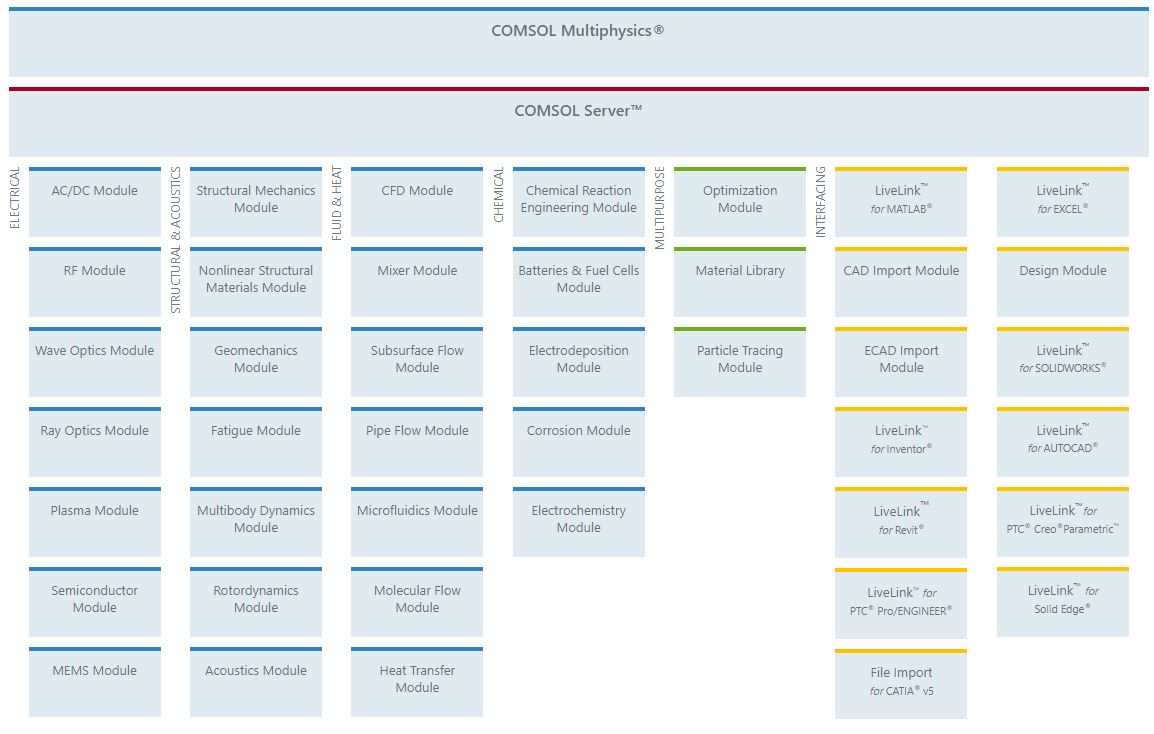 COMSOL Multiphysics®
COMSOL Server™
ELECTRICAL
AC/DC Module
RF Module
Wave Optics Module
Ray Optics Module
Plasma Module
Semiconductor
Module
MEMS Module
STRUCTURAL & ACOUSTICS
Structural Mechanics
Module
Nonlinear Structural
Materials Module
Geomechanics
Module
Fatigue Module
Multibody Dynamics
Module
Rotordynamics
Module
Acoustics Module
FLUID & HEAT
CFD Module
Mixer Module
Subsurface Flow
Module
Pipe Flow Module
Microfluidics Module
Molecular Flow
Module
Heat Transfer
Module
CHEMICAL
Chemical Reaction
Engineering Module
Batteries & Fuel Cells
Module
Electrodeposition
Module
Corrosion Module
Electrochemistry
Module
MULTIPURPOSE
Optimization
Module
Material Library
Particle Tracing
Module
INTERFACING
LiveLink™
for MATLAB®
CAD Import Module
ECAD Import
Module
LiveLink™
for Inventor®
LiveLink™
for Revit®
LiveLink™ for
PTC® Pro/ENGINEER®
File Import
for CATIA® v5
LiveLink™
for EXCEL®
Design Module
LiveLink™
for SOLIDWORKS®
LiveLink™
for AUTOCAD®
LiveLink™ for
PTC® Creo® Parametric™
LiveLink™ for
Solid Edge®